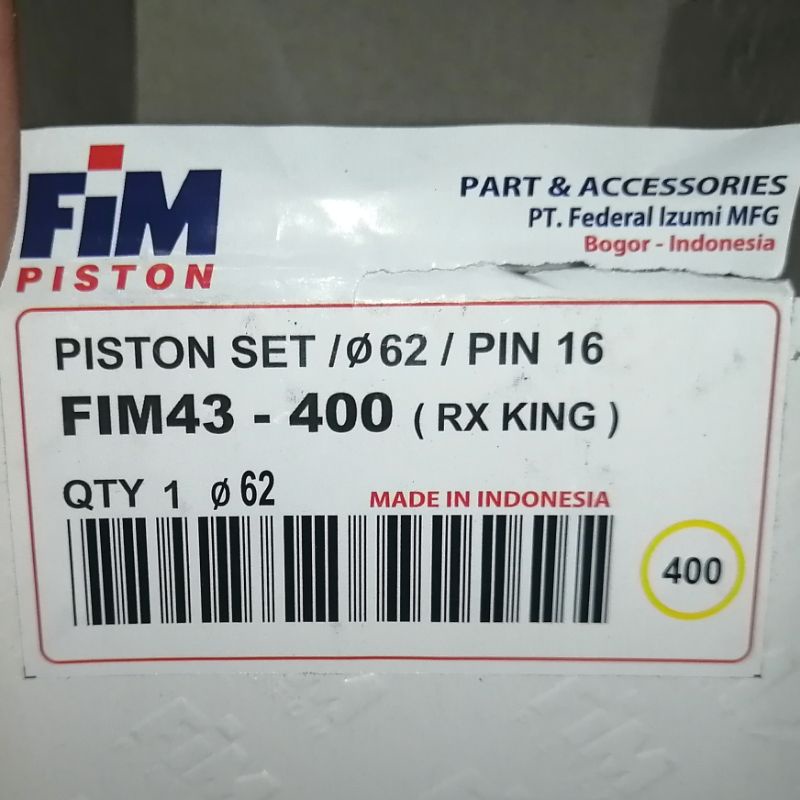 FiM
PISTON
PART & ACCESSORIES
PT. Federal Izumi MFG
Bogor - Indonesia
PISTON SET /Ø 62 / PIN 16
FIM43 - 400 ( RX KING )
QTY 1 Ø 62
MADE IN INDONESIA
400
FiM